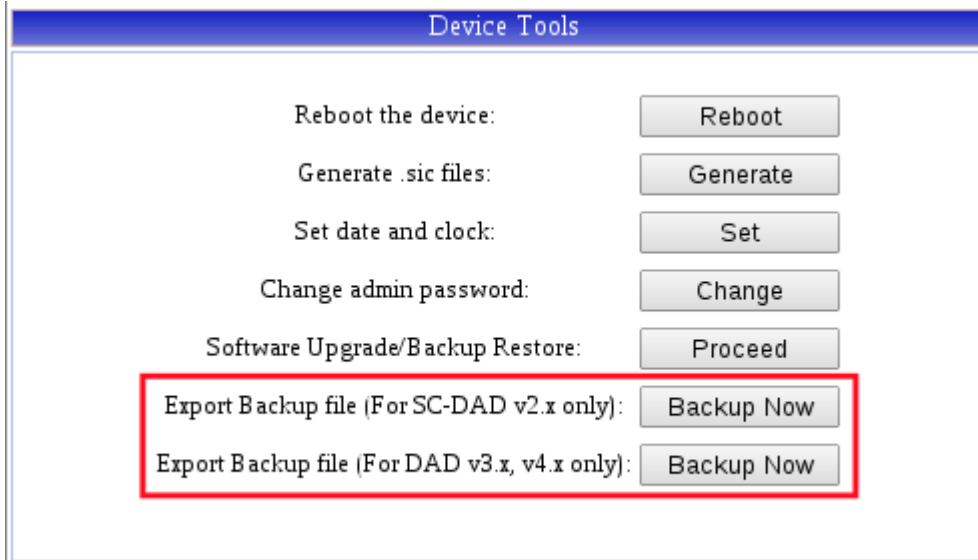 Device Tools
Reboot the device: Reboot
Generate .sic files: Generate
Set date and clock: Set
Change admin password: Change
Software Upgrade/Backup Restore: Proceed
Export Backup file (For SC-DAD v2.x only): Backup Now
Export Backup file (For DAD v3.x, v4.x only): Backup Now